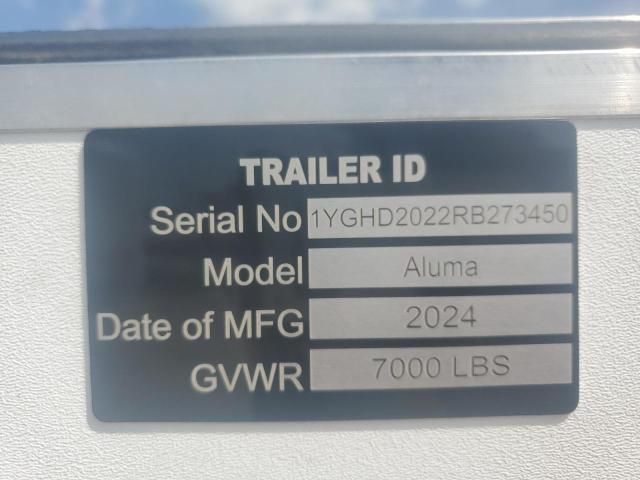 TRAILER ID
Serial No 1YGHD2022RB273450
Model Aluma
Date of MFG 2024
GVWR 7000 LBS